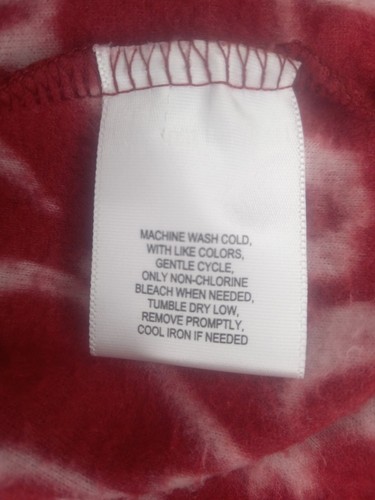 MACHINE WASH COLD,
WITH LIKE COLORS,
GENTLE CYCLE,
ONLY NON-CHLORINE
BLEACH WHEN NEEDED,
TUMBLE DRY LOW,
REMOVE PROMPTLY,
COOL IRON IF NEEDED